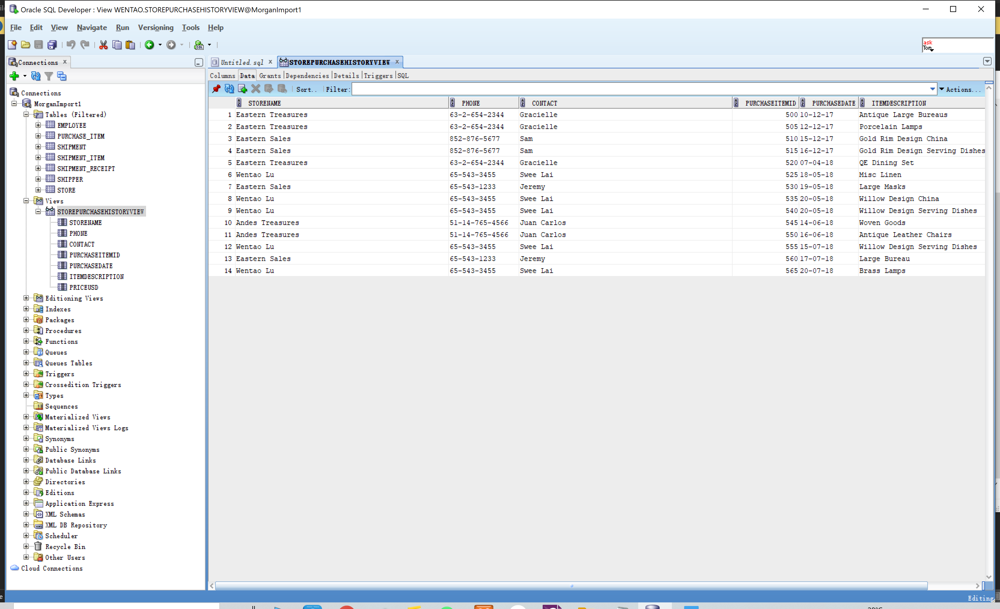 Oracle SQL Developer : View WENTAO.STOREPURCHASEHISTORYVIEW@MorganImport1
File Edit View Navigate Run Versioning Tools Help
ask
Tom
Connections
Untitled.sql STOREPURCHASEHISTORYVIEW
Columns Data Grants Dependencies Details Triggers SQL
Sort.. Filter: Actions...
Connections
MorganImport1
Tables (Filtered)
EMPLOYEE
PURCHASE_ITEM
SHIPMENT
SHIPMENT_ITEM
SHIPMENT_RECEIPT
SHIPPER
STORE
Views
STOREPURCHASEHISTORYVIEW
STORENAME
PHONE
CONTACT
PURCHASEITEMID
PURCHASEDATE
ITEMDESCRIPTION
PRICEUSD
Editioning Views
Indexes
Packages
Procedures
Functions
Queues
Queues Tables
Triggers
Crossedition Triggers
Types
Sequences
Materialized Views
Materialized Views Logs
Synonyms
Public Synonyms
Database Links
Public Database Links
Directories
Editions
Application Express
XML Schemas
XML DB Repository
Scheduler
Recycle Bin
Other Users
Cloud Connections
STORENAME PHONE CONTACT PURCHASEITEMID PURCHASEDATE ITEMDESCRIPTION
1 Eastern Treasures 63-2-654-2344 Gracielle 500 10-12-17 Antique Large Bureaus
2 Eastern Treasures 63-2-654-2344 Gracielle 505 12-12-17 Porcelain Lamps
3 Eastern Sales 852-876-5677 Sam 510 15-12-17 Gold Rim Design China
4 Eastern Sales 852-876-5677 Sam 515 16-12-17 Gold Rim Design Serving Dishes
5 Eastern Treasures 63-2-654-2344 Gracielle 520 07-04-18 QE Dining Set
6 Wentao Lu 65-543-3455 Swee Lai 525 18-05-18 Misc Linen
7 Eastern Sales 65-543-1233 Jeremy 530 19-05-18 Large Masks
8 Wentao Lu 65-543-3455 Swee Lai 535 20-05-18 Willow Design China
9 Wentao Lu 65-543-3455 Swee Lai 540 20-05-18 Willow Design Serving Dishes
10 Andes Treasures 51-14-765-4566 Juan Carlos 545 14-06-18 Woven Goods
11 Andes Treasures 51-14-765-4566 Juan Carlos 550 16-06-18 Antique Leather Chairs
12 Wentao Lu 65-543-3455 Swee Lai 555 15-07-18 Willow Design Serving Dishes
13 Eastern Sales 65-543-1233 Jeremy 560 17-07-18 Large Bureau
14 Wentao Lu 65-543-3455 Swee Lai 565 20-07-18 Brass Lamps
Editing